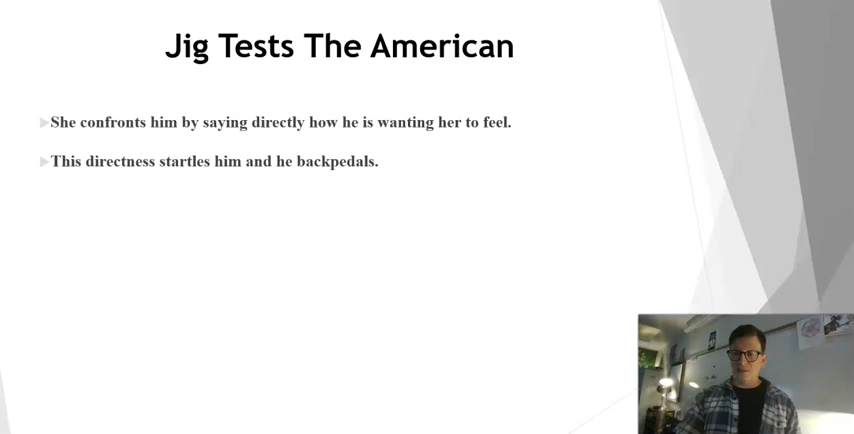 Jig Tests The American
She confronts him by saying directly how he is wanting her to feel.
This directness startles him and he backpedals.